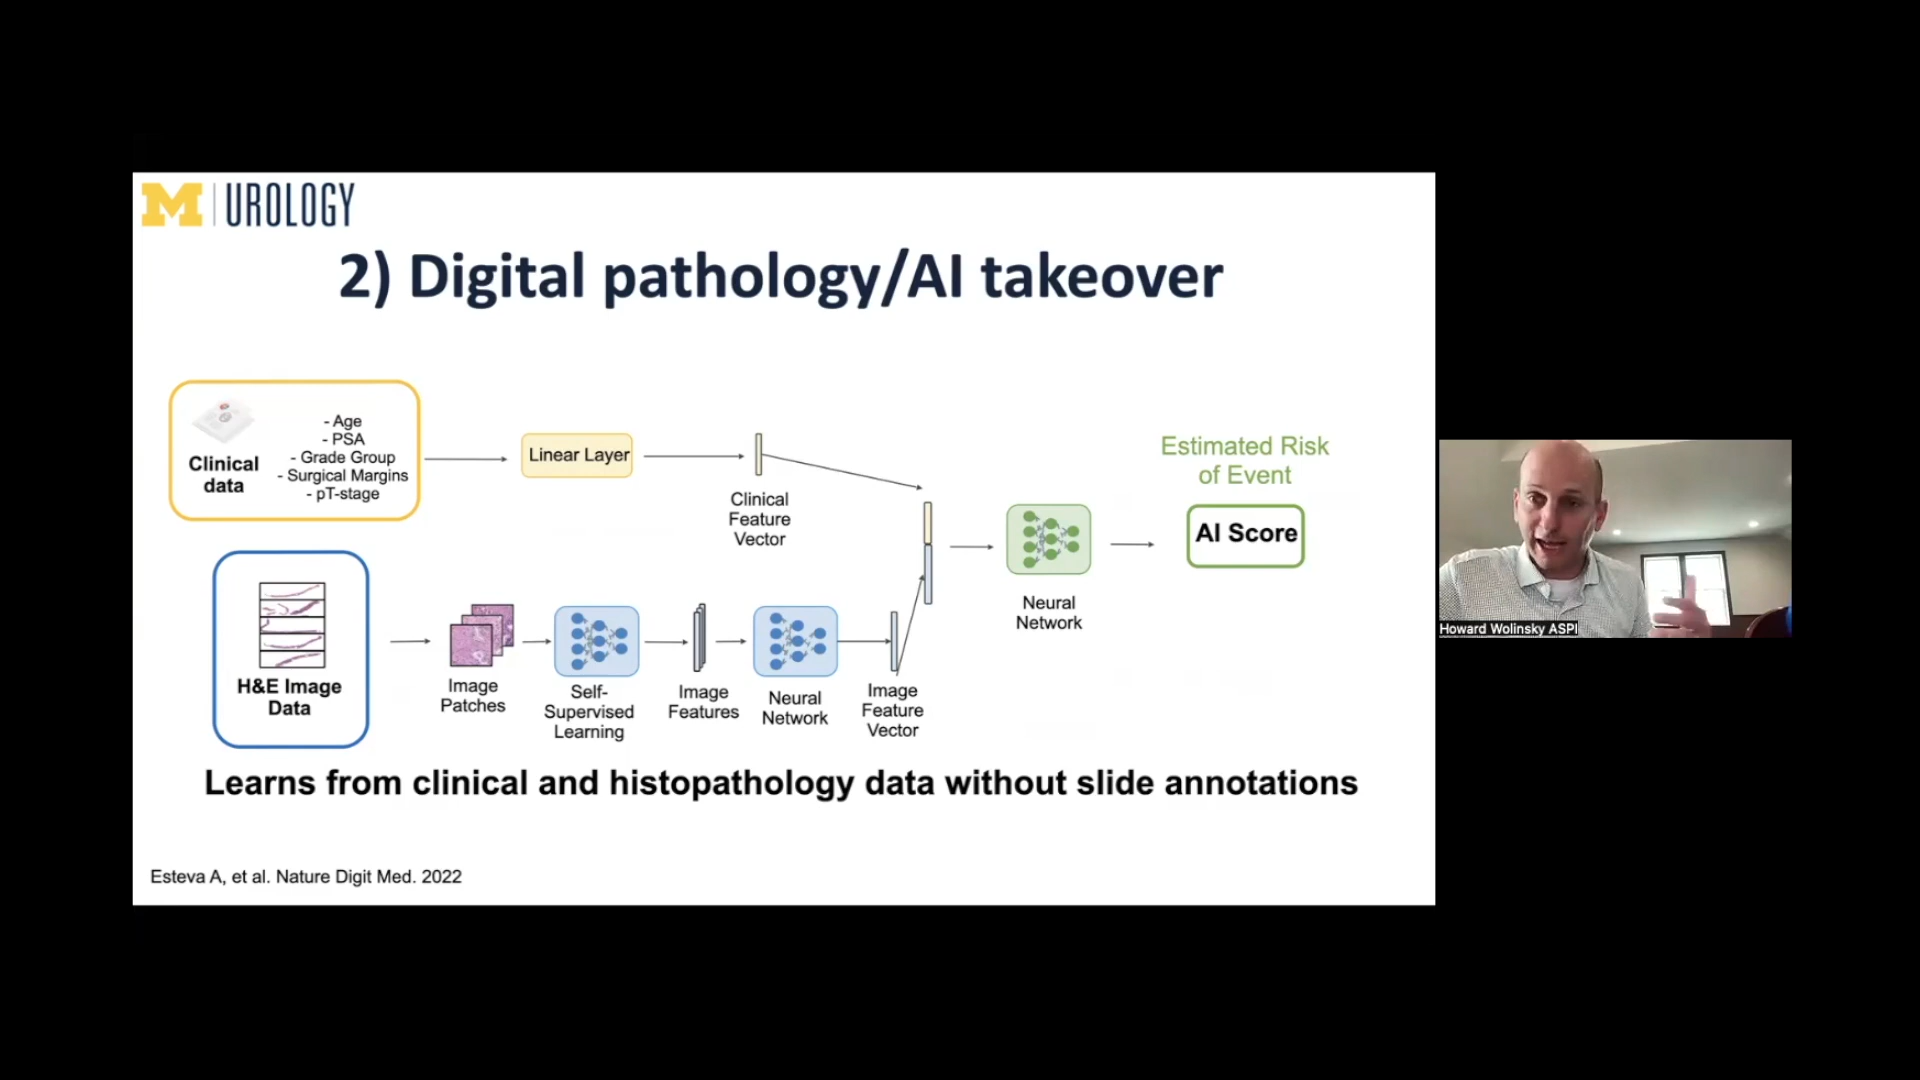 M | UROLOGY
2) Digital pathology/AI takeover
Clinical
data
- Age
- PSA
- Grade Group
- Surgical Margins
- pT-stage
Linear Layer
Clinical
Feature
Vector
Estimated Risk
of Event
AI Score
Neural
Network
H&E Image
Data
Image
Patches
Self-
Supervised
Learning
Image
Features
Neural
Network
Image
Feature
Vector
Learns from clinical and histopathology data without slide annotations
Esteva A, et al. Nature Digit Med. 2022
Howard Wolinsky ASPI